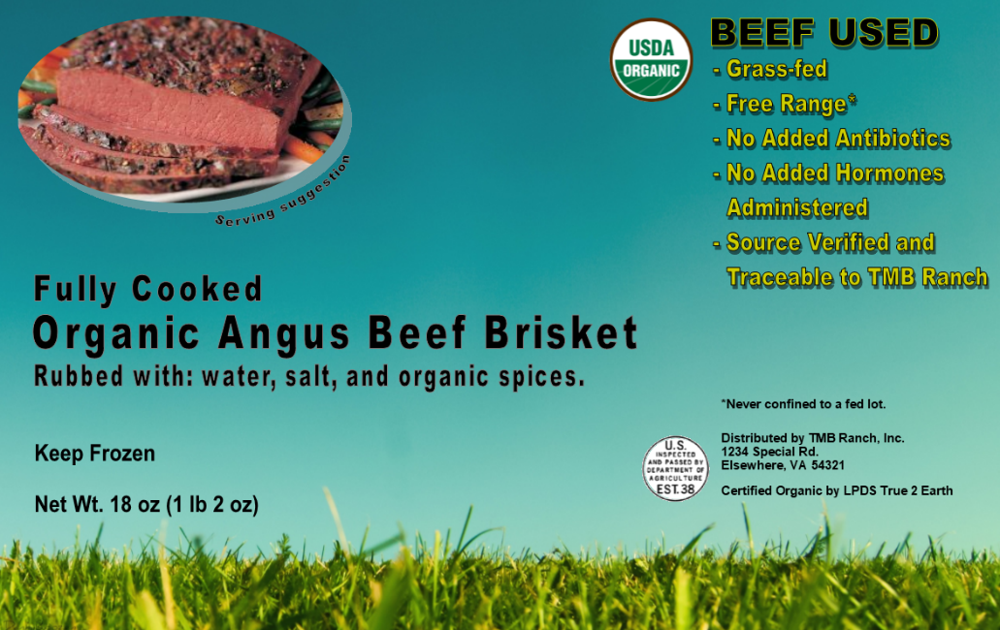 USDA
ORGANIC
BEEF USED
- Grass-fed
- Free Range*
- No Added Antibiotics
- No Added Hormones
Administered
- Source Verified and
Traceable to TMB Ranch
Serving suggestion
Fully Cooked
Organic Angus Beef Brisket
Rubbed with: water, salt, and organic spices.
Keep Frozen
Net Wt. 18 oz (1 lb 2 oz)
*Never confined to a fed lot.
U.S.
INSPECTED
AND PASSED BY
DEPARTMENT OF
AGRICULTURE
EST.38
Distributed by TMB Ranch, Inc.
1234 Special Rd.
Elsewhere, VA 54321
Certified Organic by LPDS True 2 Earth